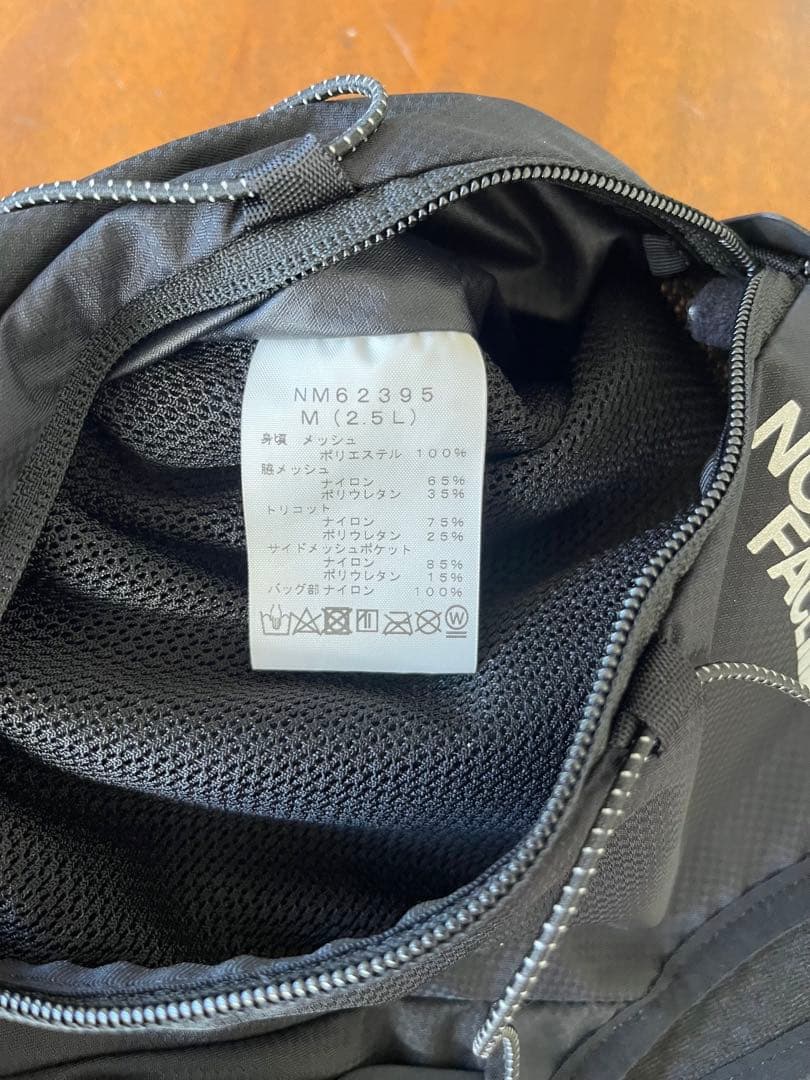 NM62395
M (2.5L)
身頃 メッシュ
ポリエステル 100%
脇メッシュ
ナイロン 65%
ポリウレタン 35%
トリコット
ナイロン 75%
ポリウレタン 25%
サイドメッシュポケット
ナイロン 85%
ポリウレタン 15%
バッグ部 ナイロン 100%
W
NO
FAC